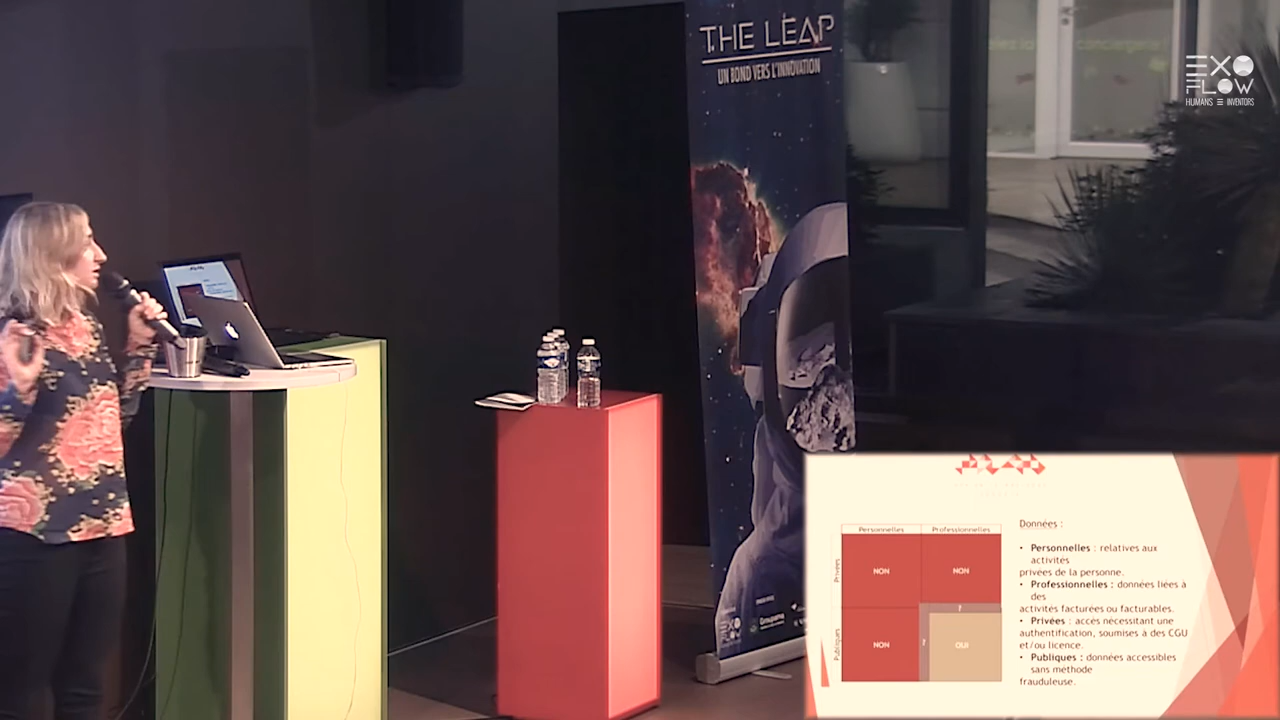 THE LEAP
UN BOND VERS L'INNOVATION
EXO
FLOW
HUMANS Ξ INVENTORS
Groupama
Personnelles
Professionnelles
Privées
NON
NON
Publiques
NON
?
?
OUI
Données :
• Personnelles : relatives aux
activités
privées de la personne.
• Professionnelles : données liées à
des
activités facturées ou facturables.
• Privées : accès nécessitant une
authentification, soumises à des CGU
et/ou licence.
• Publiques : données accessibles
sans méthode
frauduleuse.